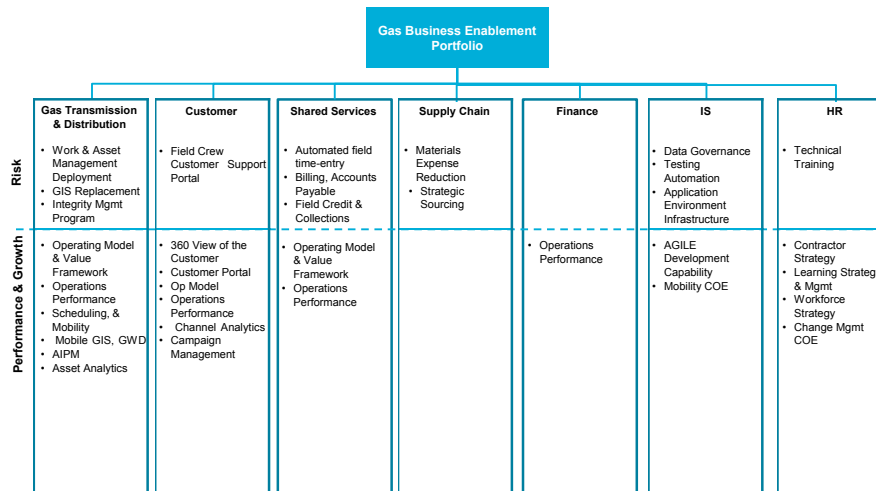 Gas Business Enablement
Portfolio
Gas Transmission
& Distribution
Customer
Shared Services
Supply Chain
Finance
IS
HR
Risk
• Work & Asset
Management
Deployment
• GIS Replacement
• Integrity Mgmt
Program
• Field Crew
Customer Support
Portal
• Automated field
time-entry
• Billing, Accounts
Payable
• Field Credit &
Collections
• Materials
Expense
Reduction
• Strategic
Sourcing
• Data Governance
• Testing
Automation
• Application
Environment
Infrastructure
• Technical
Training
Performance & Growth
• Operating Model
& Value
Framework
• Operations
Performance
• Scheduling, &
Mobility
• Mobile GIS, GWD
• AIPM
• Asset Analytics
• 360 View of the
Customer
• Customer Portal
• Op Model
• Operations
Performance
• Channel Analytics
• Campaign
Management
• Operating Model
& Value
Framework
• Operations
Performance
• Operations
Performance
• AGILE
Development
Capability
• Mobility COE
• Contractor
Strategy
• Learning Strategy
& Mgmt
• Workforce
Strategy
• Change Mgmt
COE